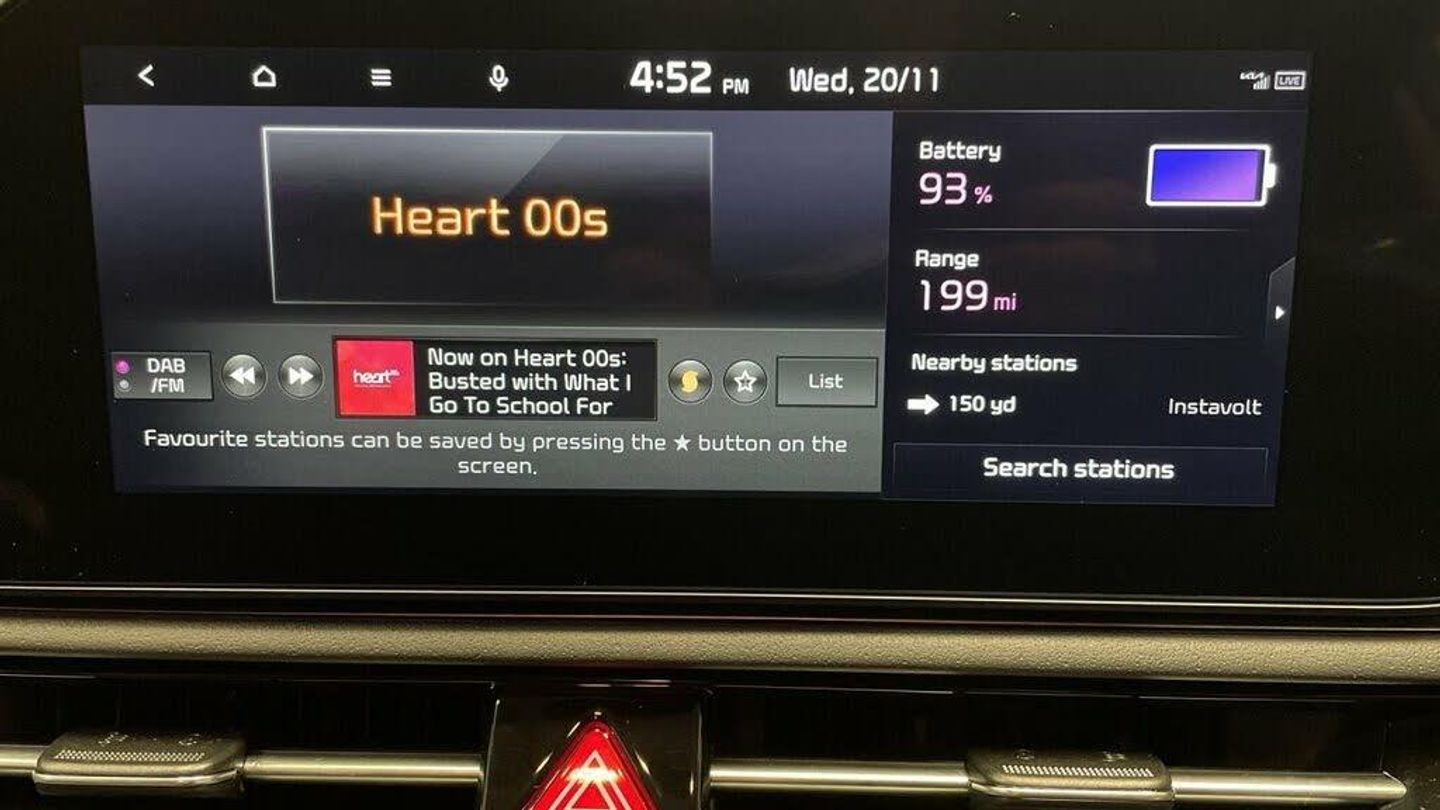 4:52 PM Wed, 20/11
LIVE
Heart 00s
DAB
/FM
heart
Now on Heart 00s:
Busted with What I
Go To School For
List
Favourite stations can be saved by pressing the ★ button on the
screen.
Battery
93 %
Range
199 mi
Nearby stations
150 yd Instavolt
Search stations